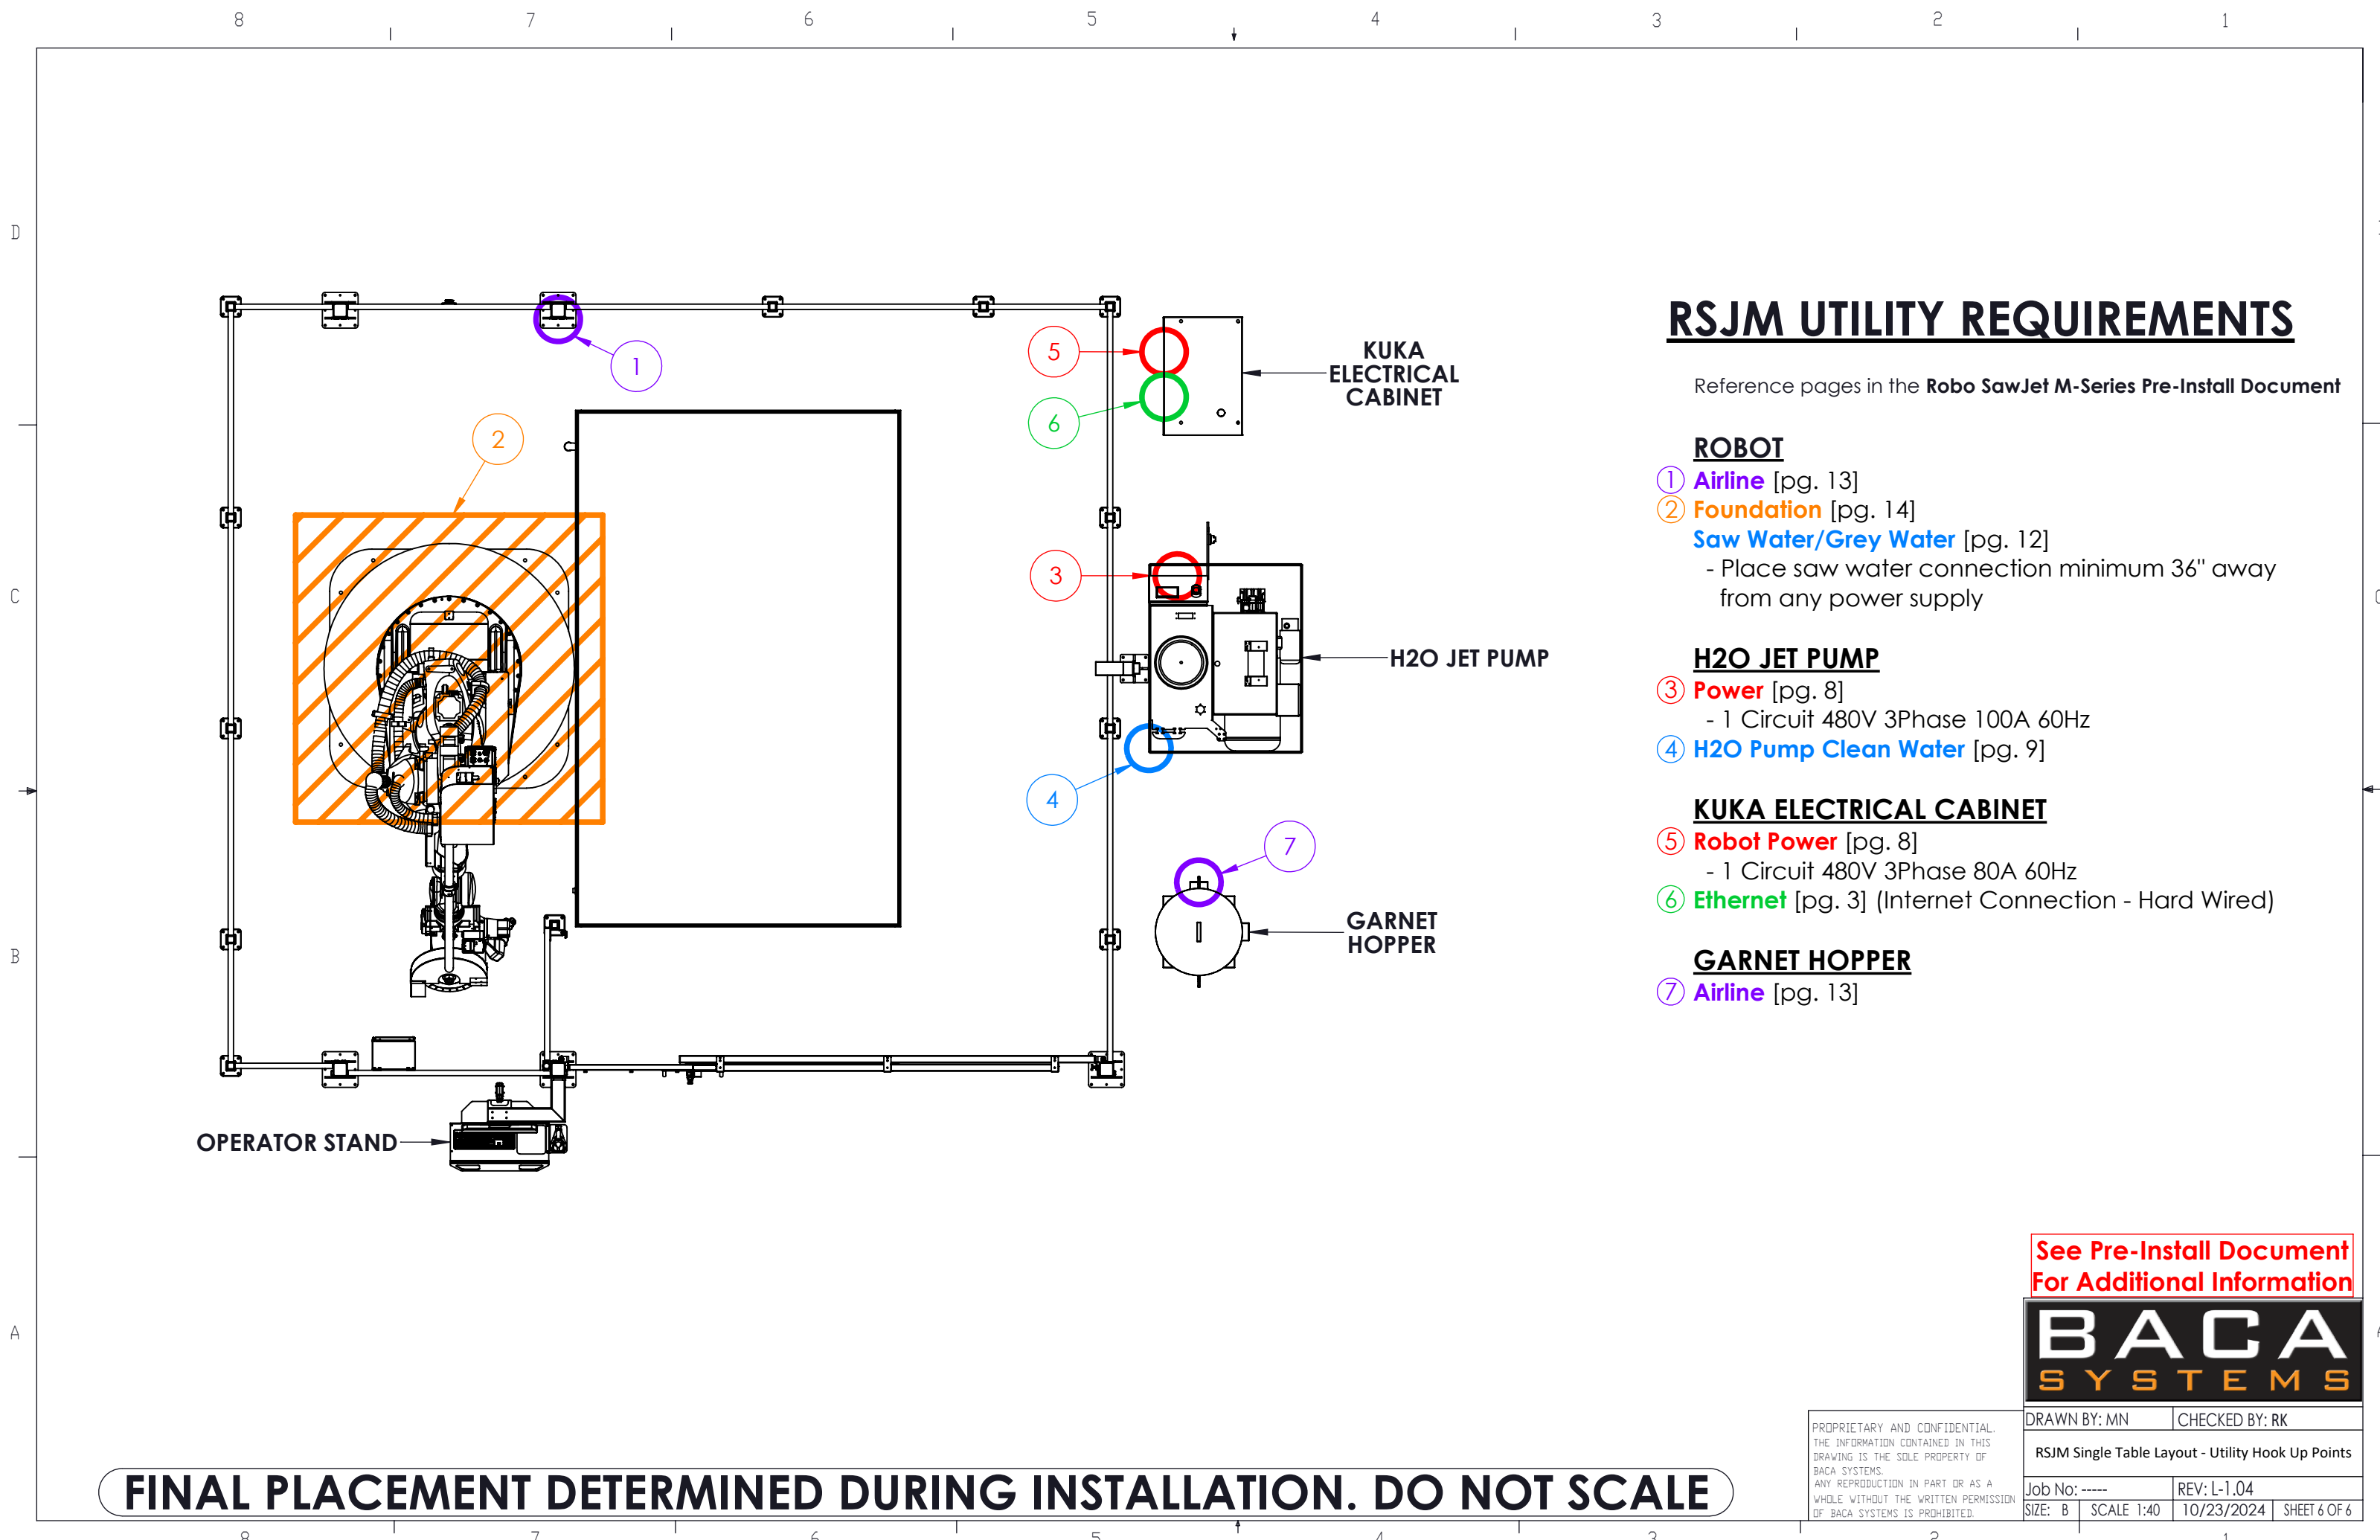 8 7 6 5 4 3 2 1
D
C
B
A
1
2
3
4
5
6
7
KUKA
ELECTRICAL
CABINET
H2O JET PUMP
GARNET
HOPPER
OPERATOR STAND
RSJM UTILITY REQUIREMENTS
Reference pages in the Robo SawJet M-Series Pre-Install Document
ROBOT
1 Airline [pg. 13]
2 Foundation [pg. 14]
Saw Water/Grey Water [pg. 12]
- Place saw water connection minimum 36" away
from any power supply
H2O JET PUMP
3 Power [pg. 8]
- 1 Circuit 480V 3Phase 100A 60Hz
4 H2O Pump Clean Water [pg. 9]
KUKA ELECTRICAL CABINET
5 Robot Power [pg. 8]
- 1 Circuit 480V 3Phase 80A 60Hz
6 Ethernet [pg. 3] (Internet Connection - Hard Wired)
GARNET HOPPER
7 Airline [pg. 13]
See Pre-Install Document
For Additional Information
BACA
SYSTEMS
DRAWN BY: MN CHECKED BY: RK
RSJM Single Table Layout - Utility Hook Up Points
Job No: ----- REV: L-1.04
SIZE: B SCALE 1:40 10/23/2024 SHEET 6 OF 6
PROPRIETARY AND CONFIDENTIAL.
THE INFORMATION CONTAINED IN THIS
DRAWING IS THE SOLE PROPERTY OF
BACA SYSTEMS.
ANY REPRODUCTION IN PART OR AS A
WHOLE WITHOUT THE WRITTEN PERMISSION
OF BACA SYSTEMS IS PROHIBITED.
FINAL PLACEMENT DETERMINED DURING INSTALLATION. DO NOT SCALE
8 7 6 5 4 3 2 1